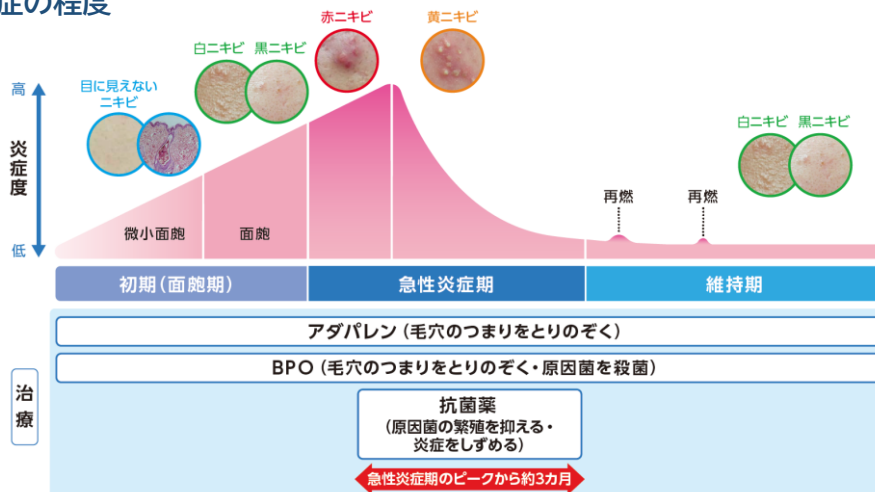 症の程度
赤ニキビ
黄ニキビ
白ニキビ 黒ニキビ
目に見えない
ニキビ
高
炎症度
低
微小面皰
面皰
白ニキビ 黒ニキビ
再燃
再燃
初期（面皰期）
急性炎症期
維持期
治療
アダパレン（毛穴のつまりをとりのぞく）
BPO（毛穴のつまりをとりのぞく・原因菌を殺菌）
抗菌薬
（原因菌の繁殖を抑える・
炎症をしずめる）
急性炎症期のピークから約3カ月